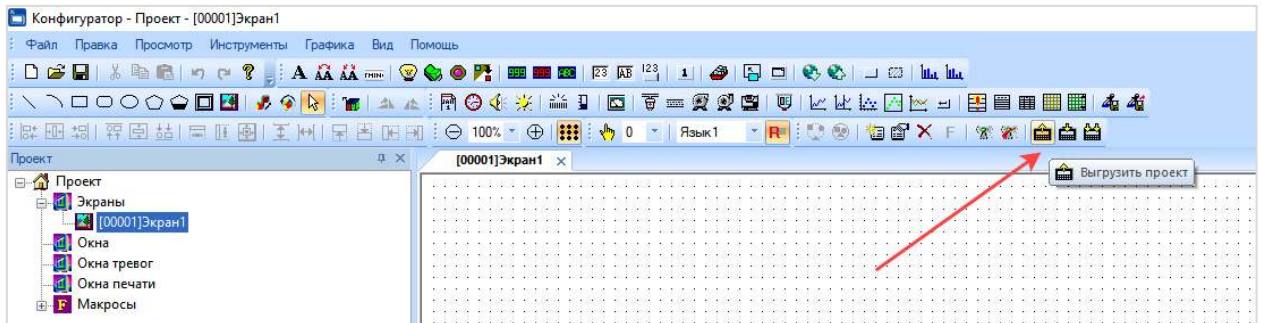 Конфигуратор - Проект - [00001]Экран1
Файл Правка Просмотр Инструменты Графика Вид Помощь
100% 0 Язык1
Проект
[00001]Экран1
Выгрузить проект
Проект
Экраны
[00001]Экран1
Окна
Окна тревог
Окна печати
Макросы